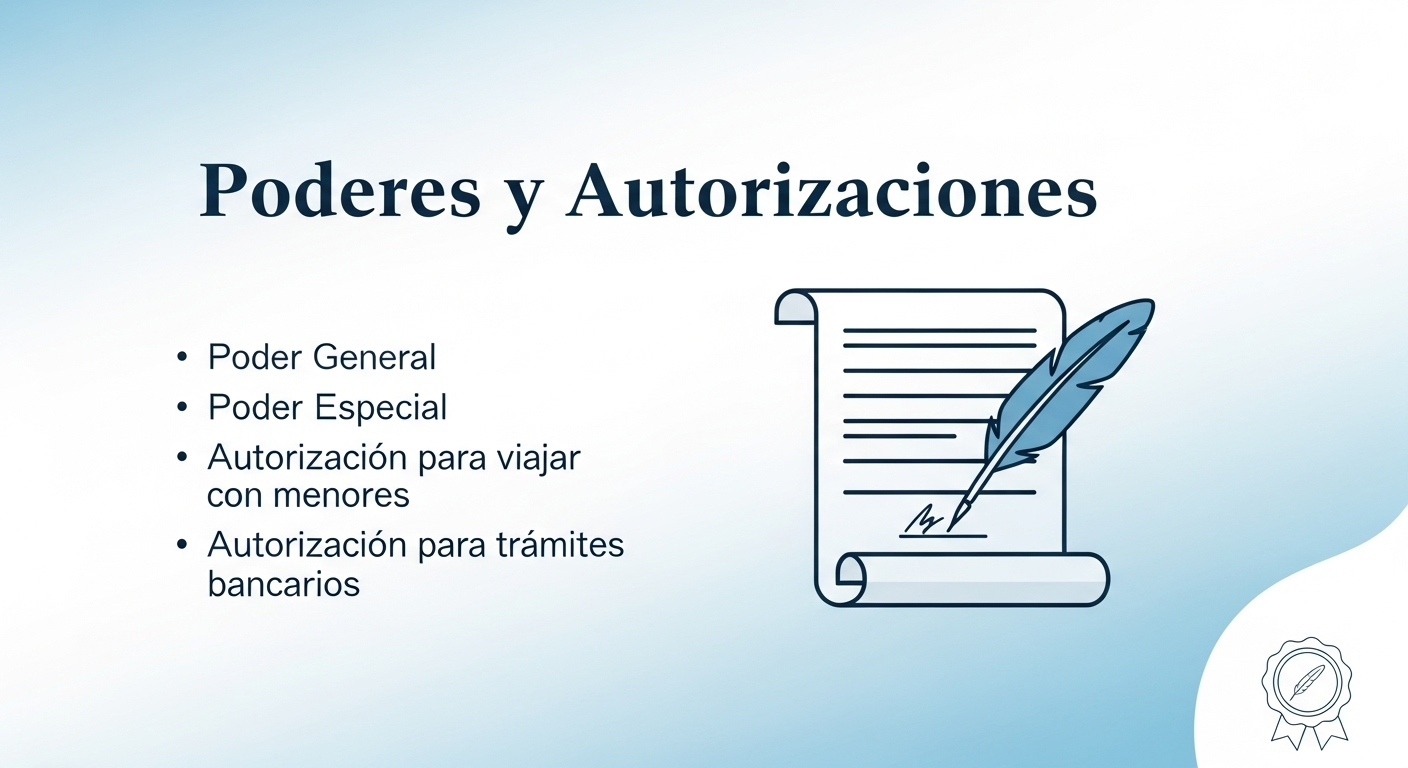 Poderes y Autorizaciones
• Poder General
• Poder Especial
• Autorización para viajar
con menores
• Autorización para trámites
bancarios